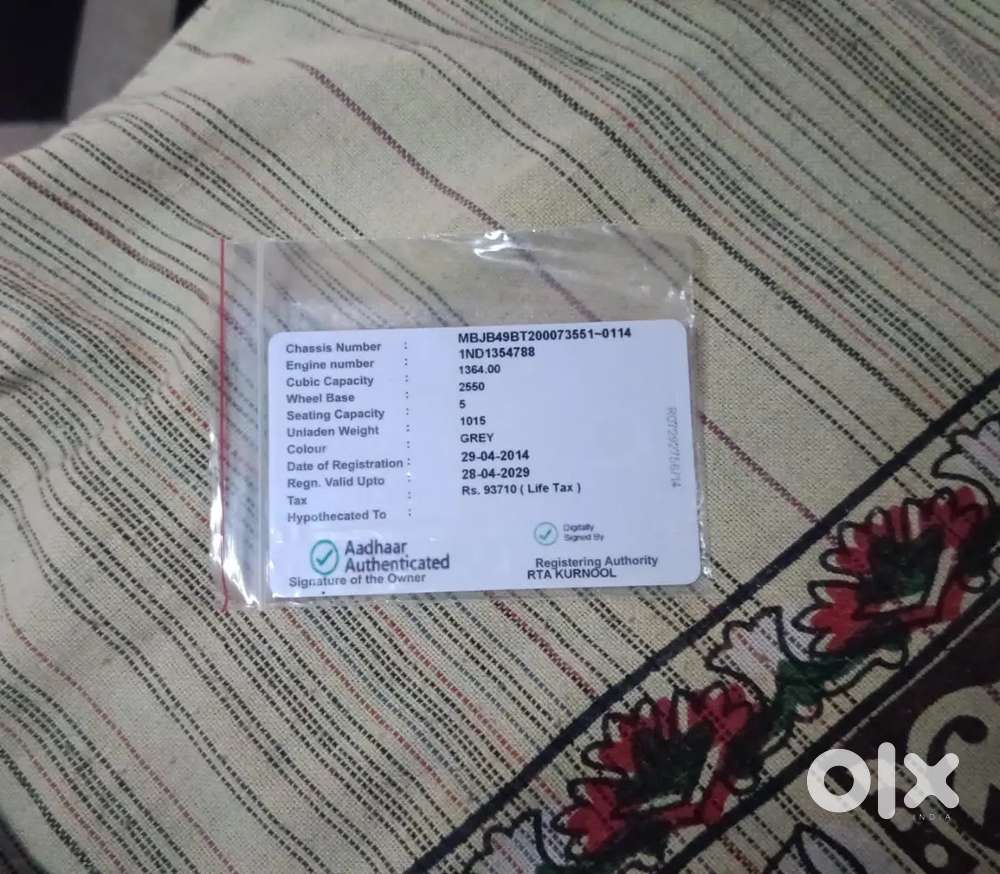 Chassis Number : MBJB49BT200073551~0114
Engine number : 1ND1354788
Cubic Capacity : 1364.00
Wheel Base : 2550
Seating Capacity : 5
Unladen Weight : 1015
Colour : GREY
Date of Registration : 29-04-2014
Regn. Valid Upto : 28-04-2029
Tax : Rs. 93710 ( Life Tax )
Hypothecated To :
Aadhaar
Authenticated
Signature of the Owner
Digitally
Signed By
Registering Authority
RTA KURNOOL
olx
INDIA